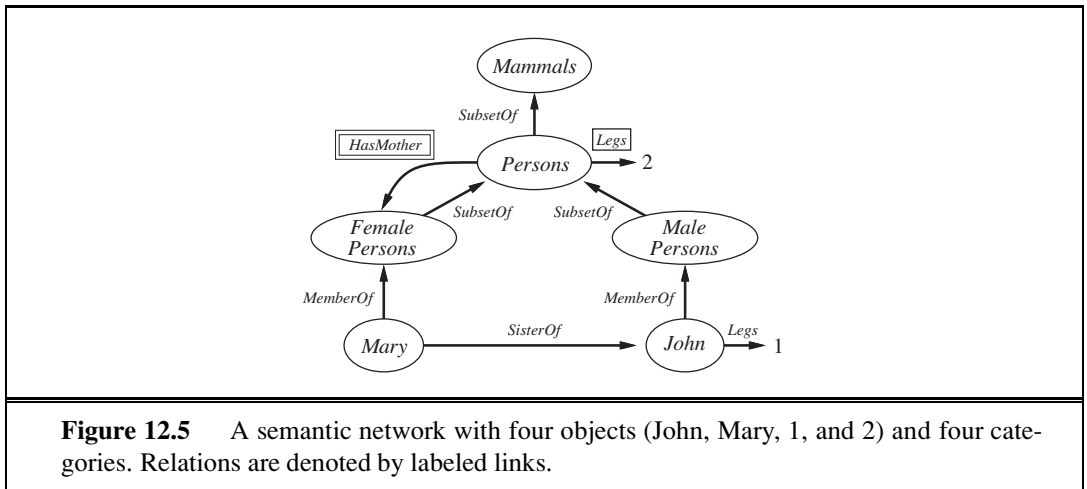 Mammals
SubsetOf
HasMother
Legs
Persons
2
SubsetOf
SubsetOf
Female
Persons
Male
Persons
MemberOf
MemberOf
Mary
SisterOf
John
Legs
1
Figure 12.5 A semantic network with four objects (John, Mary, 1, and 2) and four cate-
gories. Relations are denoted by labeled links.